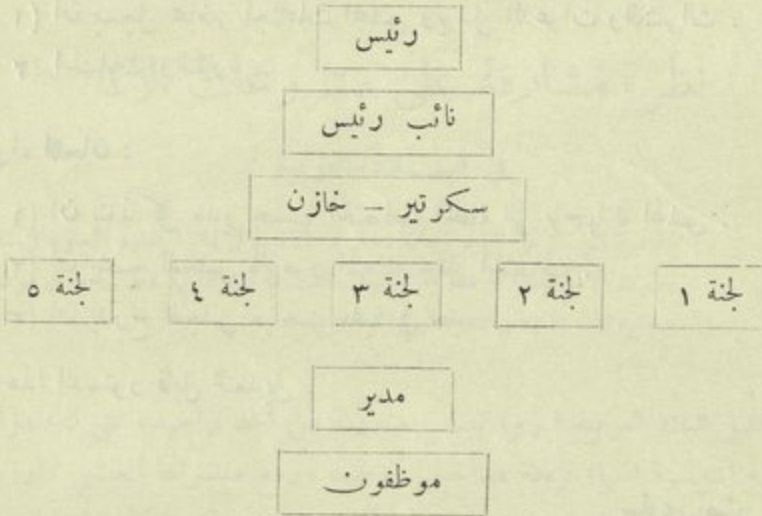 رئيس
نائب رئيس
سكرتير – خازن
لجنة ١ لجنة ٢ لجنة ٣ لجنة ٤ لجنة ٥
مدير
موظفون